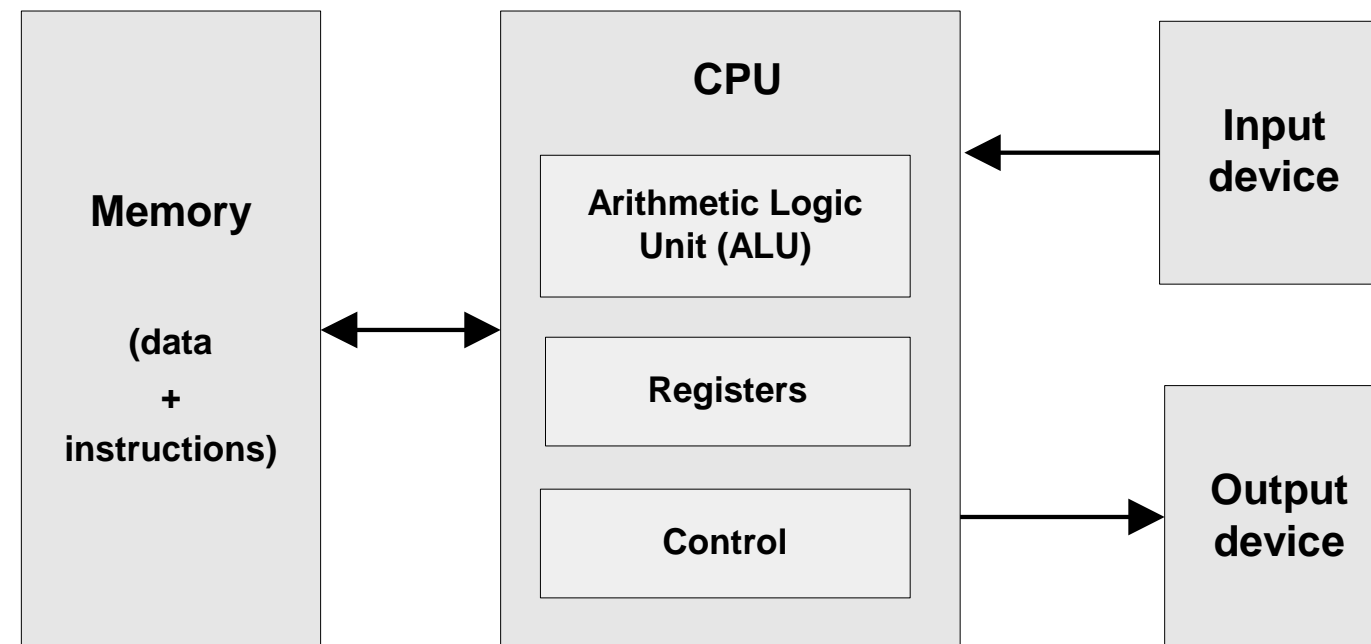 Memory
(data
+
instructions)
CPU
Arithmetic Logic
Unit (ALU)
Registers
Control
Input
device
Output
device